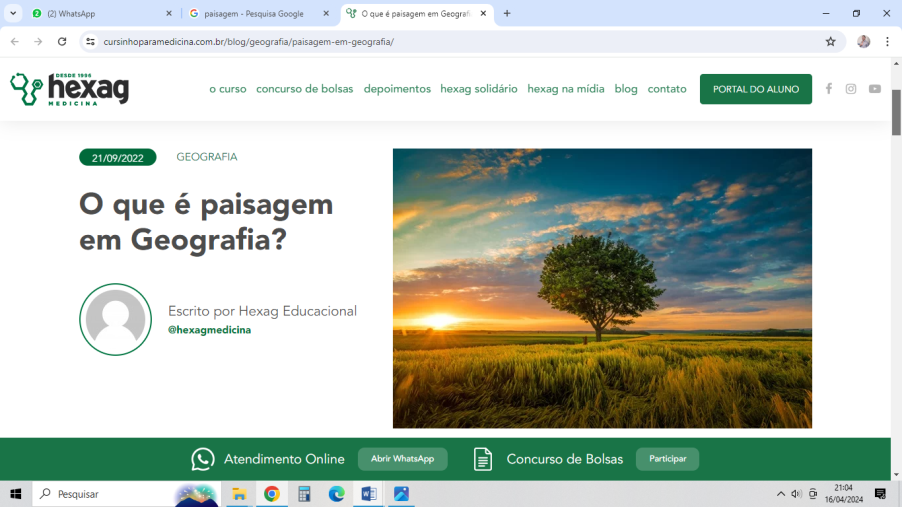 (2) WhatsApp
paisagem - Pesquisa Google
O que é paisagem em Geografi
cursinhoparamedicina.com.br/blog/geografia/paisagem-em-geografia/
DESDE 1986
hexag
MEDICINA
o curso concurso de bolsas depoimentos hexag solidário hexag na mídia blog contato PORTAL DO ALUNO
21/09/2022 GEOGRAFIA
O que é paisagem
em Geografia?
Escrito por Hexag Educacional
@hexagmedicina
Atendimento Online Abrir WhatsApp Concurso de Bolsas Participar
Pesquisar
21:04
16/04/2024